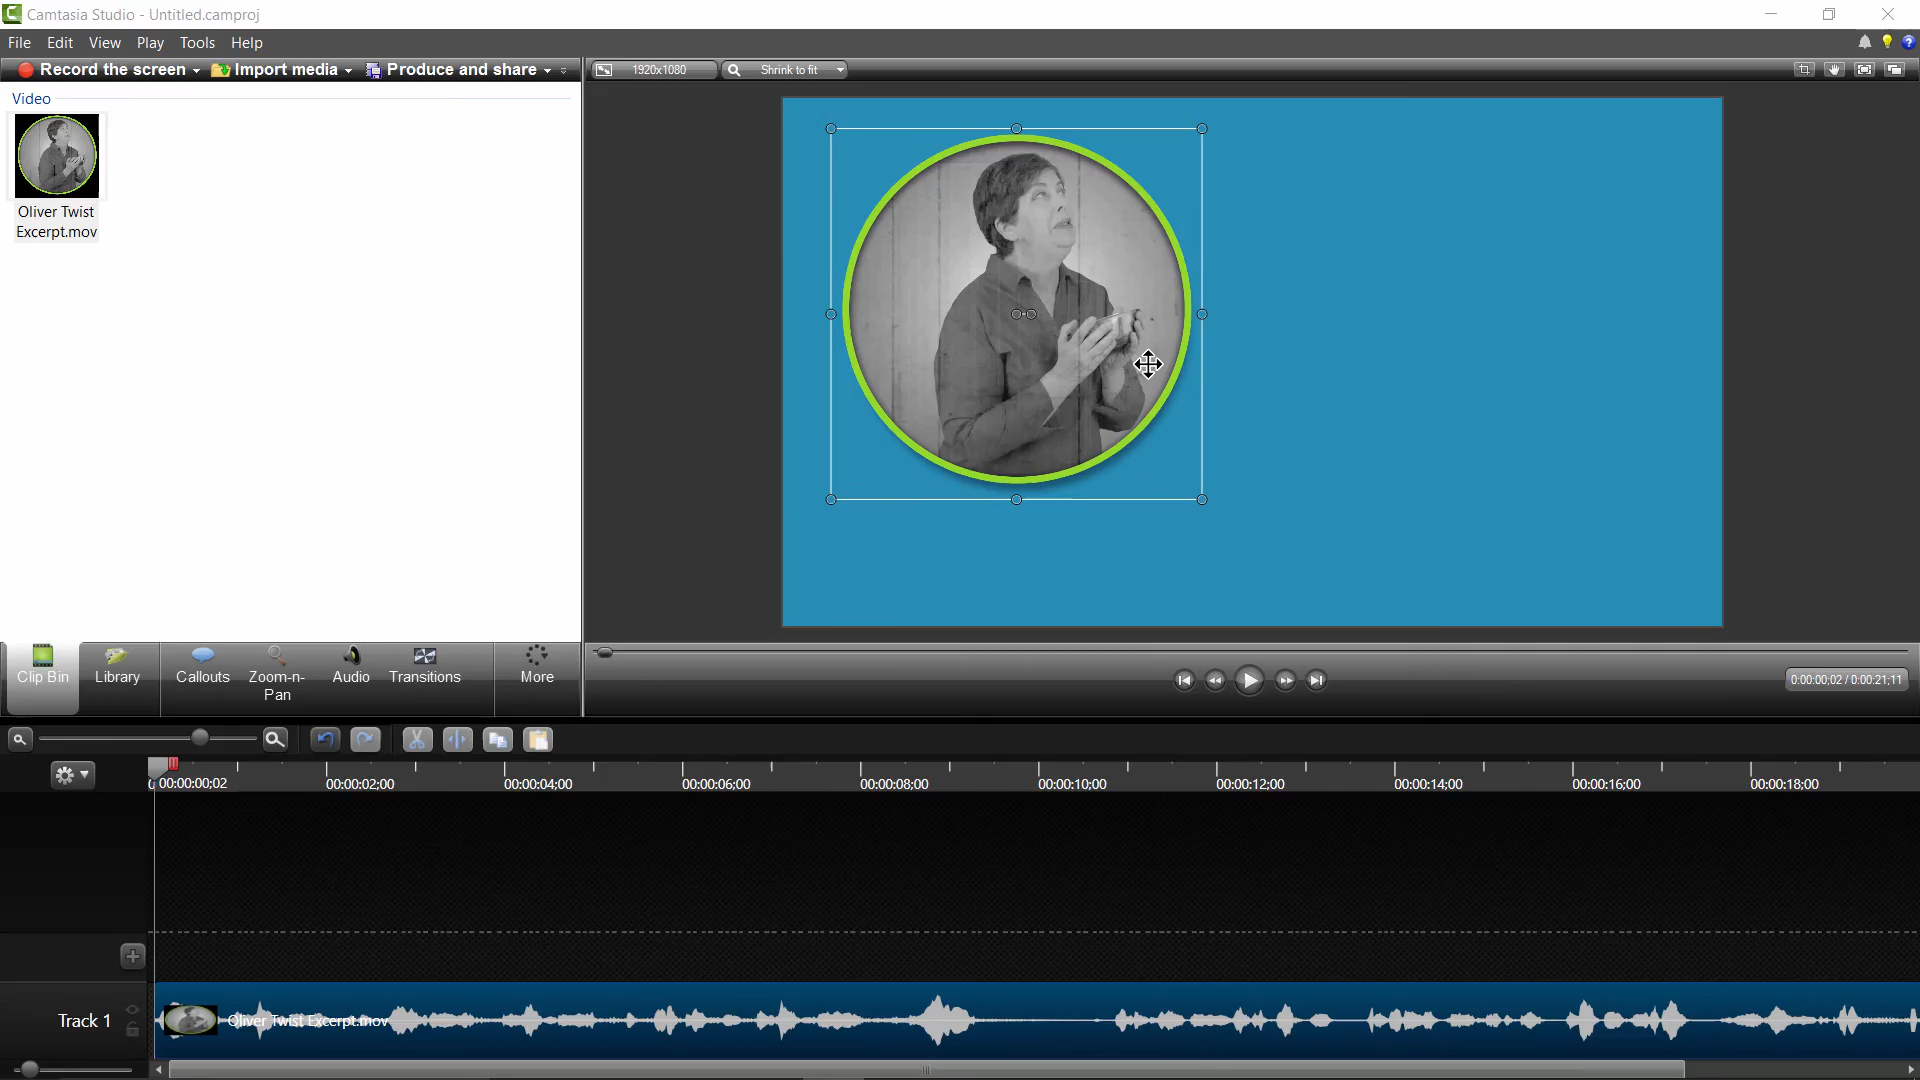 Camtasia Studio - Untitled.camproj
File Edit View Play Tools Help
Record the screen Import media Produce and share
1920x1080 Shrink to fit
Video
Oliver Twist
Excerpt.mov
Clip Bin Library Callouts Zoom-n-
Pan Audio Transitions More
0:00:00;02 / 0:00:21;11
00:00:00;02 00:00:02;00 00:00:04;00 00:00:06;00 00:00:08;00 00:00:10;00 00:00:12;00 00:00:14;00 00:00:16;00 00:00:18;00
Track 1 Oliver Twist Excerpt.mov